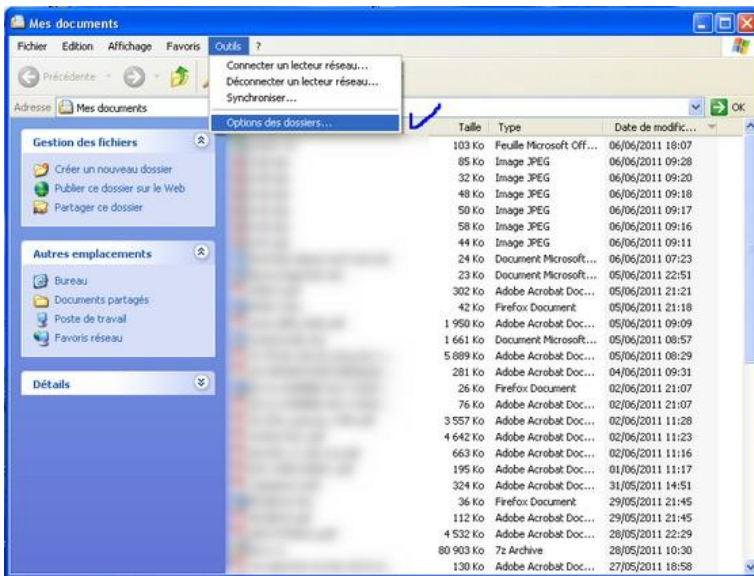 Mes documents
Fichier Edition Affichage Favoris Outils ?
Connecter un lecteur réseau...
Déconnecter un lecteur réseau...
Synchroniser...
Options des dossiers...
Précédente
Adresse Mes documents OK
Gestion des fichiers
Créer un nouveau dossier
Publier ce dossier sur le Web
Partager ce dossier
Autres emplacements
Bureau
Documents partagés
Poste de travail
Favoris réseau
Détails
Taille Type Date de modific...
103 Ko Feuille Microsoft Off... 06/06/2011 18:07
85 Ko Image JPEG 06/06/2011 09:28
32 Ko Image JPEG 06/06/2011 09:20
48 Ko Image JPEG 06/06/2011 09:18
50 Ko Image JPEG 06/06/2011 09:17
58 Ko Image JPEG 06/06/2011 09:16
44 Ko Image JPEG 06/06/2011 09:11
24 Ko Document Microsoft... 06/06/2011 07:23
23 Ko Document Microsoft... 05/06/2011 22:51
302 Ko Adobe Acrobat Doc... 05/06/2011 21:21
42 Ko Firefox Document 05/06/2011 21:18
1 950 Ko Adobe Acrobat Doc... 05/06/2011 09:09
1 661 Ko Document Microsoft... 05/06/2011 08:57
5 889 Ko Adobe Acrobat Doc... 05/06/2011 08:29
281 Ko Adobe Acrobat Doc... 04/06/2011 09:31
26 Ko Firefox Document 02/06/2011 21:07
76 Ko Adobe Acrobat Doc... 02/06/2011 21:07
3 557 Ko Adobe Acrobat Doc... 02/06/2011 11:28
4 642 Ko Adobe Acrobat Doc... 02/06/2011 11:23
663 Ko Adobe Acrobat Doc... 02/06/2011 11:16
195 Ko Adobe Acrobat Doc... 01/06/2011 11:17
324 Ko Adobe Acrobat Doc... 31/05/2011 14:51
36 Ko Firefox Document 29/05/2011 21:45
112 Ko Adobe Acrobat Doc... 29/05/2011 21:45
4 532 Ko Adobe Acrobat Doc... 28/05/2011 22:29
80 903 Ko 7z Archive 28/05/2011 10:30
130 Ko Adobe Acrobat Doc... 27/05/2011 18:58